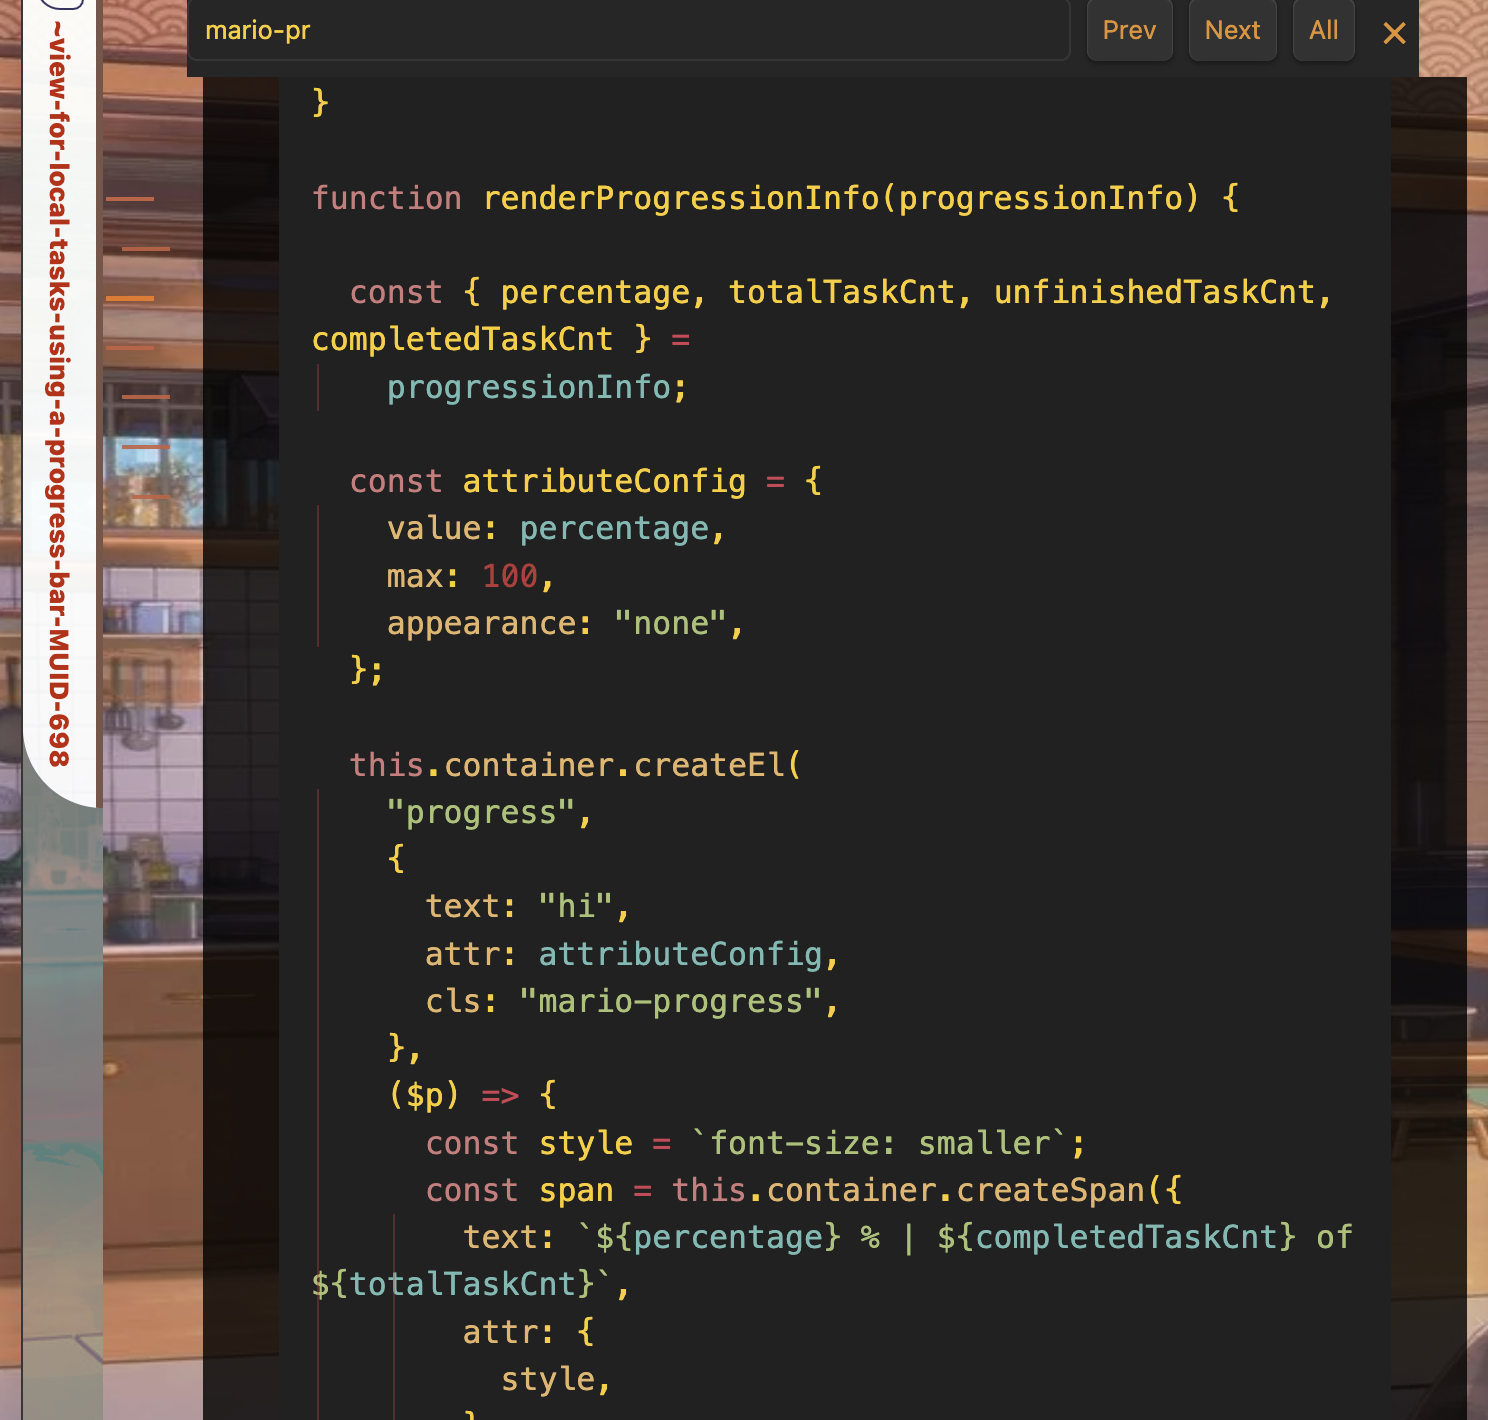 mario-pr
Prev
Next
All
~view-for-local-tasks-using-a-progress-bar-MUID-698
}
function renderProgressionInfo(progressionInfo) {
const { percentage, totalTaskCnt, unfinishedTaskCnt,
completedTaskCnt } =
progressionInfo;
const attributeConfig = {
value: percentage,
max: 100,
appearance: "none",
};
this.container.createEl(
"progress",
{
text: "hi",
attr: attributeConfig,
cls: "mario-progress",
},
($p) => {
const style = `font-size: smaller`;
const span = this.container.createSpan({
text: `${percentage} % | ${completedTaskCnt} of
${totalTaskCnt}`,
attr: {
style,